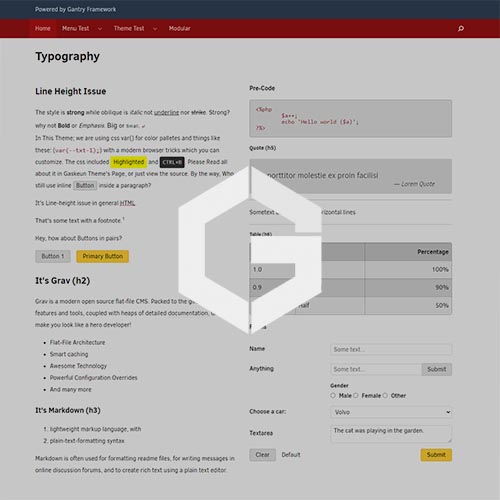 Powered by Gantry Framework
Home Menu Test Theme Test Modular
Typography
Line Height Issue
The style is strong while oblique is italic not underline nor strike. Strong?
why not Bold or Emphasis. Big or Small
In This Theme; we are using css var() for color palletes and things like
these: (var(--txt-1);) with a modern browser tricks which you can
customize. The css included Highlighted and CTRL+B. Please Read all
about it in Gaskeun Theme's Page, or just view the source. By the way, Who
still use inline Button inside a paragraph?
It's Line-height issue in general HTML.
That's some text with a footnote.1
Hey, how about Buttons in pairs?
Button 1 Primary Button
It's Grav (h2)
Grav is a modern open source flat-file CMS. Packed to the
features and tools, coupled with heaps of detailed documentation,
make you look like a hero developer!
Flat-File Architecture
Smart caching
Awesome Technology
Powerful Configuration Overrides
And many more
It's Markdown (h3)
1. lightweight markup language, with
2. plain-text-formatting syntax
Markdown is often used for formatting readme files, for writing messages in
online discussion forums, and to create rich text using a plain text editor.
Pre-Code
<?php
$a++;
echo 'Hello world {$a}';
?>
Quote (h5)
porttitor molestie ex proin facilisi
— Lorem Quote
Sometext horizontal lines
Table (h6)
Percentage
1.0 100%
0.9 90%
Half 50%
Name Some text...
Anything Some text... Submit
Gender
Male Female Other
Choose a car: Volvo
Textarea The cat was playing in the garden.
Clear Default Submit